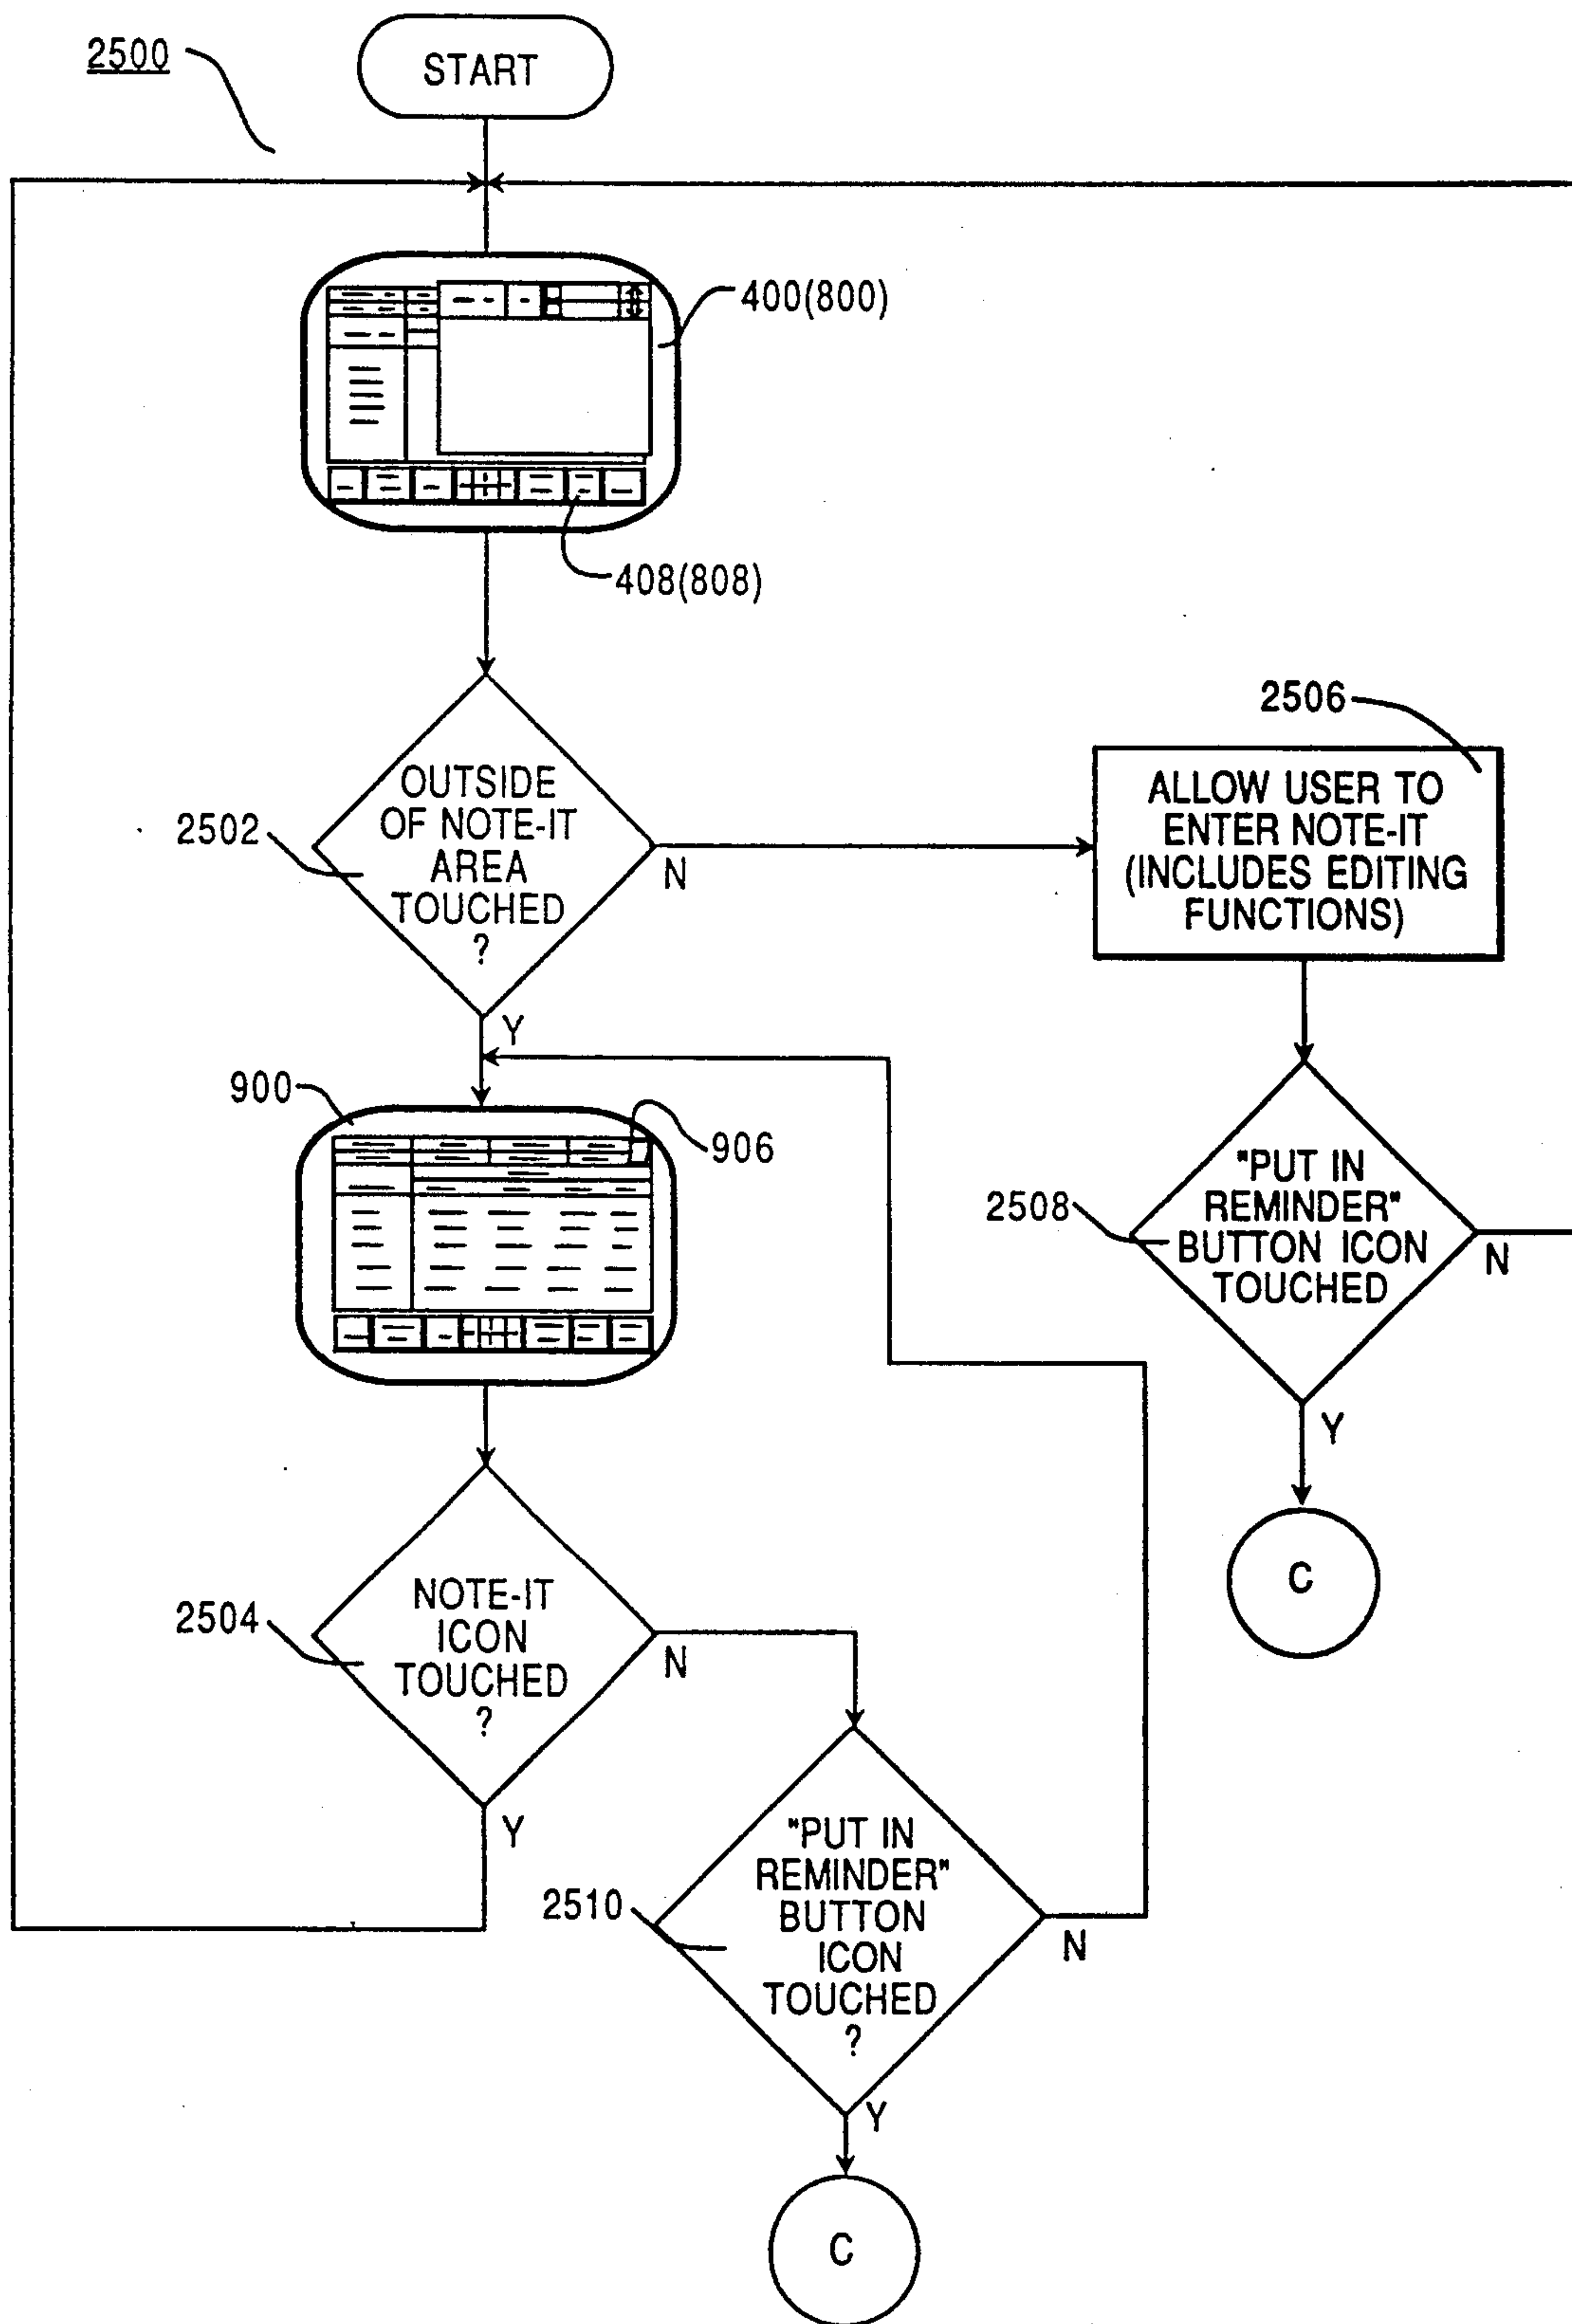 2500
START
400(800)
408(808)
2502
OUTSIDE
OF NOTE-IT
AREA
TOUCHED
?
N
Y
2506
ALLOW USER TO
ENTER NOTE-IT
(INCLUDES EDITING
FUNCTIONS)
2508
"PUT IN
REMINDER"
BUTTON ICON
TOUCHED
N
Y
C
900
906
2504
NOTE-IT
ICON
TOUCHED
?
N
Y
2510
"PUT IN
REMINDER"
BUTTON
ICON
TOUCHED
?
N
Y
C